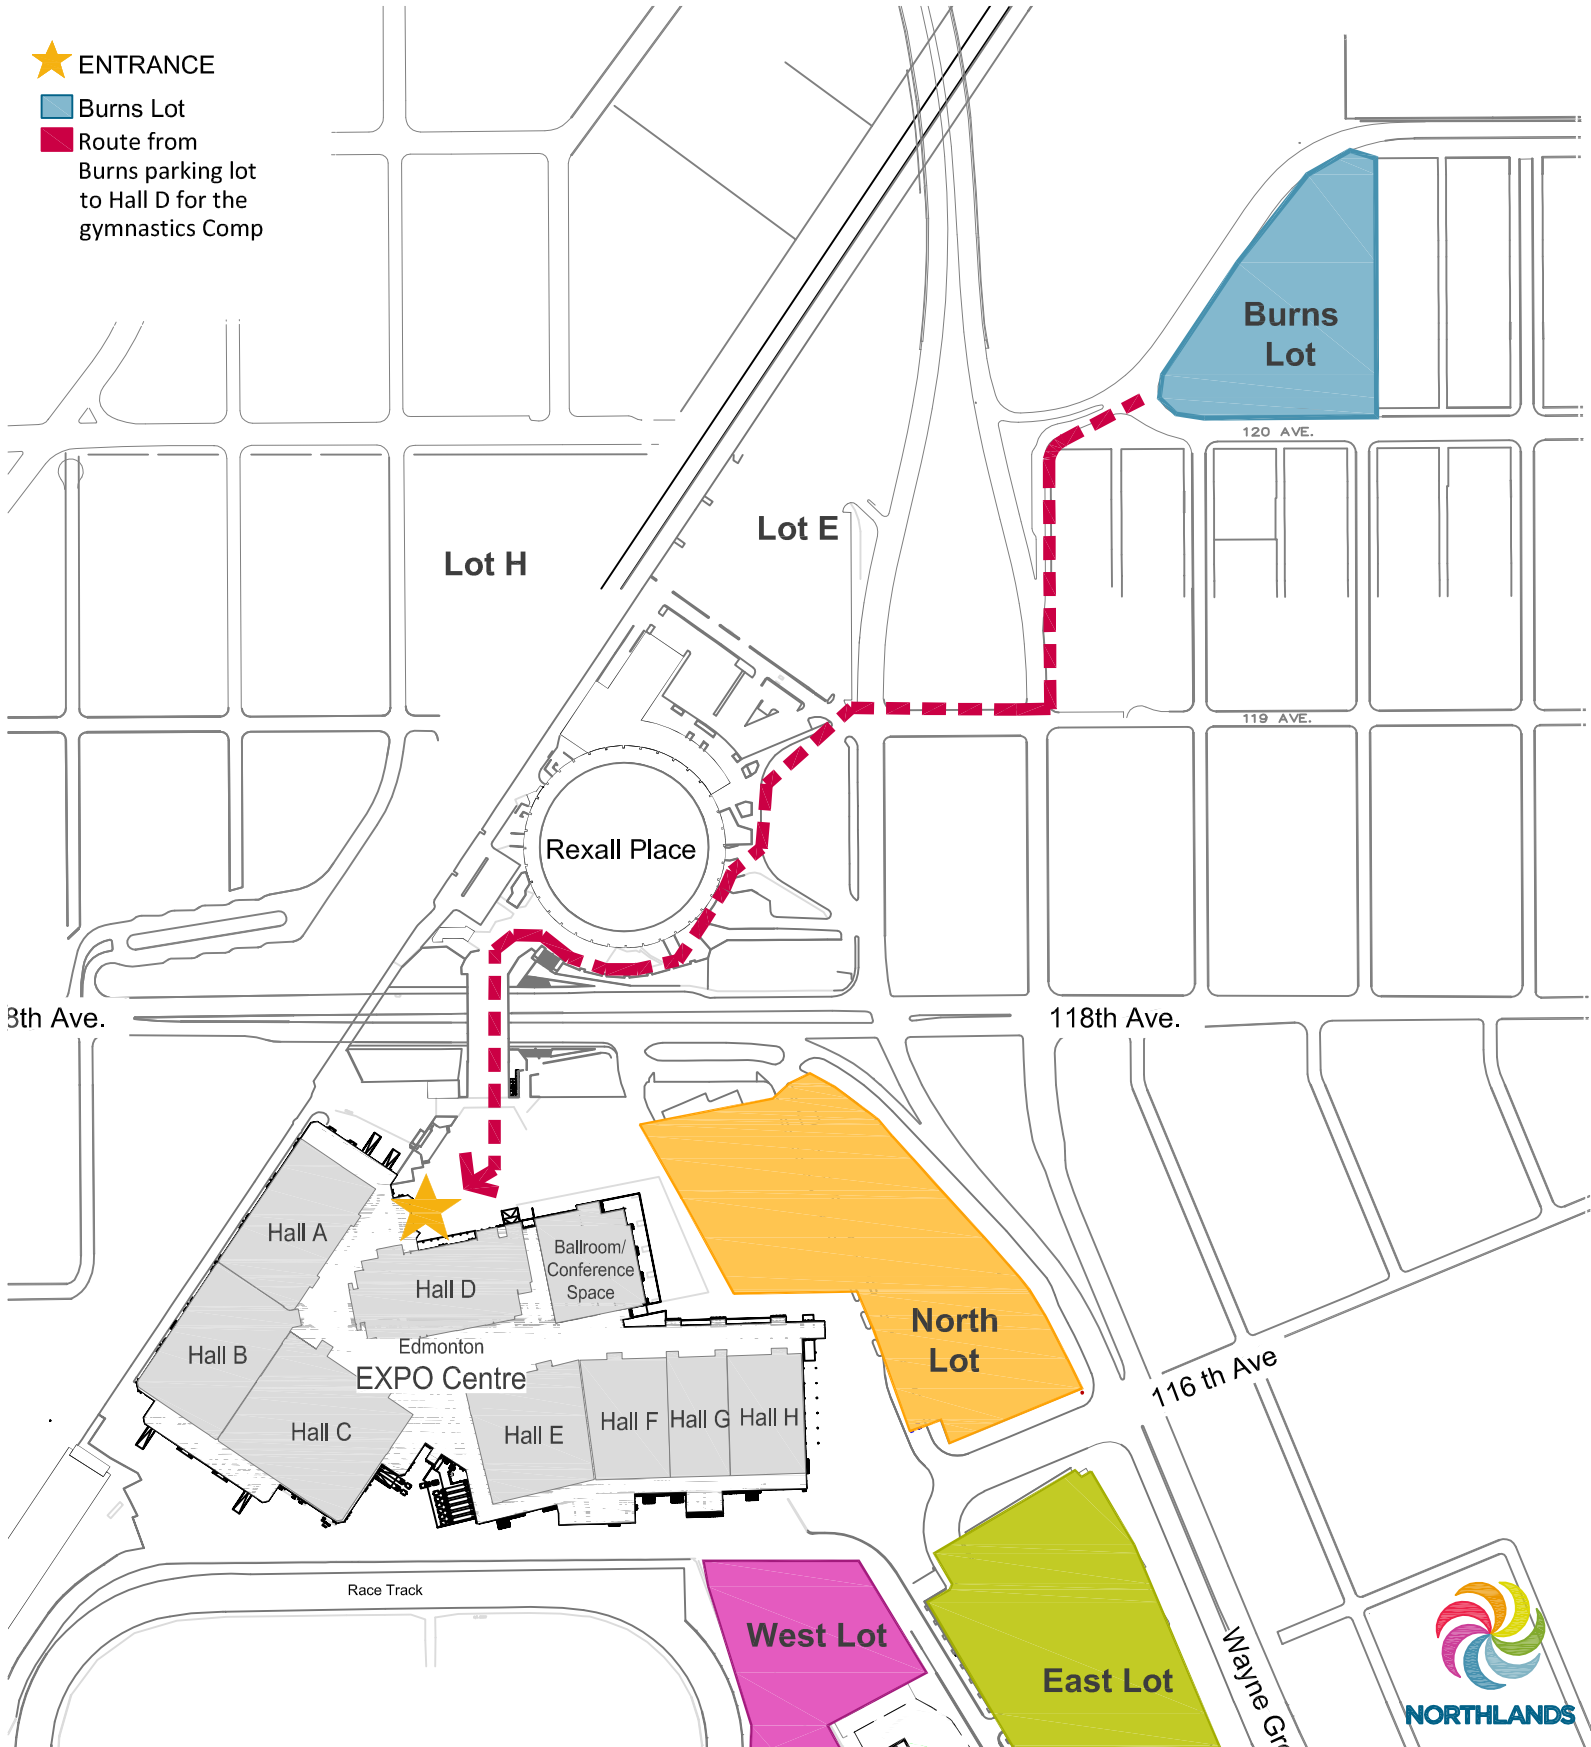 ENTRANCE
Burns Lot
Route from
Burns parking lot
to Hall D for the
gymnastics Comp
Burns
Lot
120 AVE.
Lot E
Lot H
119 AVE.
Rexall Place
8th Ave.
118th Ave.
Hall A
Hall D
Ballroom/
Conference
Space
Hall B
Edmonton
EXPO Centre
North
Lot
116 th Ave
Hall C
Hall E
Hall F
Hall G
Hall H
Race Track
West Lot
East Lot
Wayne Gr
NORTHLANDS